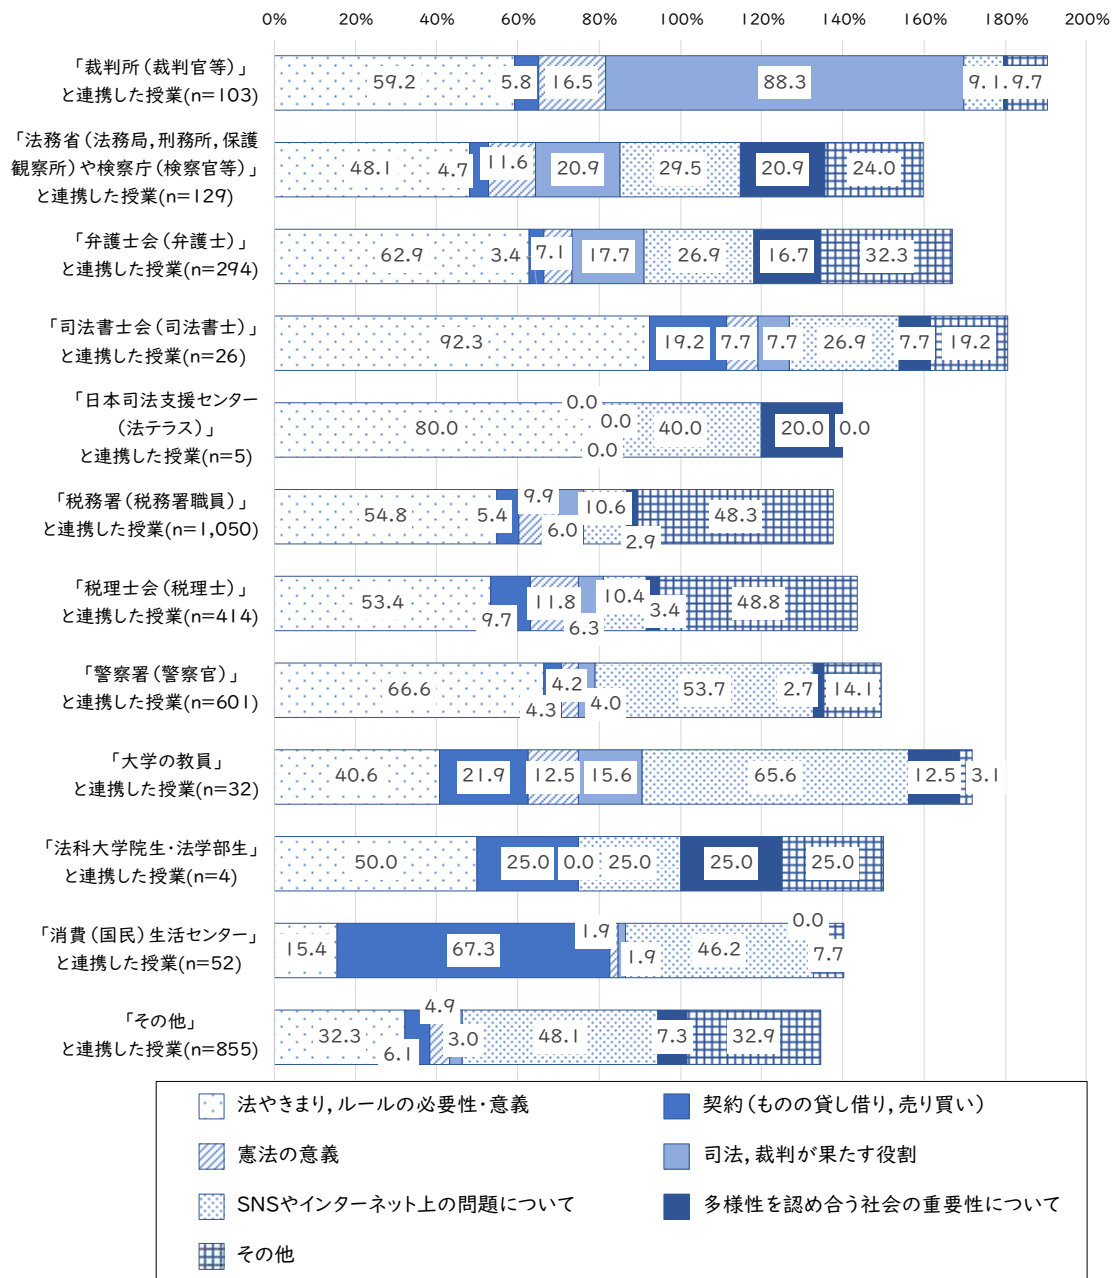 0% 20% 40% 60% 80% 100% 120% 140% 160% 180% 200%
「裁判所(裁判官等)」
と連携した授業(n=103)
59.2 5.8 16.5 88.3 9.7
「法務省(法務局,刑務所,保護
観察所)や検察庁(検察官等)」
と連携した授業(n=129)
48.1 4.7 11.6 20.9 29.5 20.9 24.0
「弁護士会(弁護士)」
と連携した授業(n=294)
62.9 3.4 7.1 17.7 26.9 16.7 32.3
「司法書士会(司法書士)」
と連携した授業(n=26)
92.3 19.2 7.7 7.7 26.9 7.7 19.2
「日本司法支援センター
(法テラス)」
と連携した授業(n=5)
80.0 0.0 0.0 0.0 40.0 20.0 0.0
「税務署(税務署職員)」
と連携した授業(n=1,050)
54.8 5.4 9.9 6.0 10.6 2.9 48.3
「税理士会(税理士)」
と連携した授業(n=414)
53.4 9.7 11.8 6.3 10.4 3.4 48.8
「警察署(警察官)」
と連携した授業(n=601)
66.6 4.3 4.2 4.0 53.7 2.7 14.1
「大学の教員」
と連携した授業(n=32)
40.6 21.9 12.5 15.6 65.6 12.5 3.1
「法科大学院生・法学部生」
と連携した授業(n=4)
50.0 25.0 0.0 25.0 25.0 25.0
「消費(国民)生活センター」
と連携した授業(n=52)
15.4 67.3 1.9 1.9 46.2 0.0 7.7
「その他」
と連携した授業(n=855)
32.3 6.1 4.9 3.0 48.1 7.3 32.9
法やきまり,ルールの必要性・意義
契約(ものの貸し借り,売り買い)
憲法の意義
司法,裁判が果たす役割
SNSやインターネット上の問題について
多様性を認め合う社会の重要性について
その他